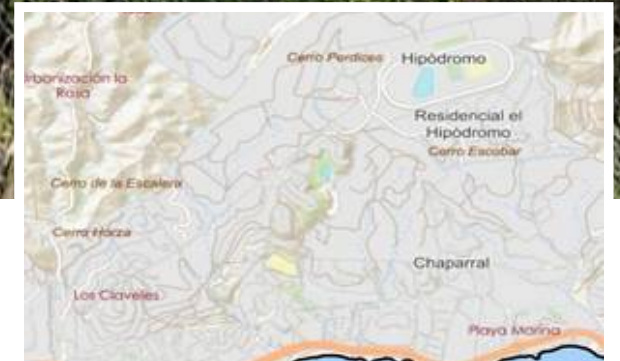 Cerro Perdices
Hipódromo
rbanización la
Rosa
Residencial el
Hipódromo
Cerro Escobar
Cerro de la Escalera
Cerro Horza
Chaparral
Los Claveles
Playa Marina